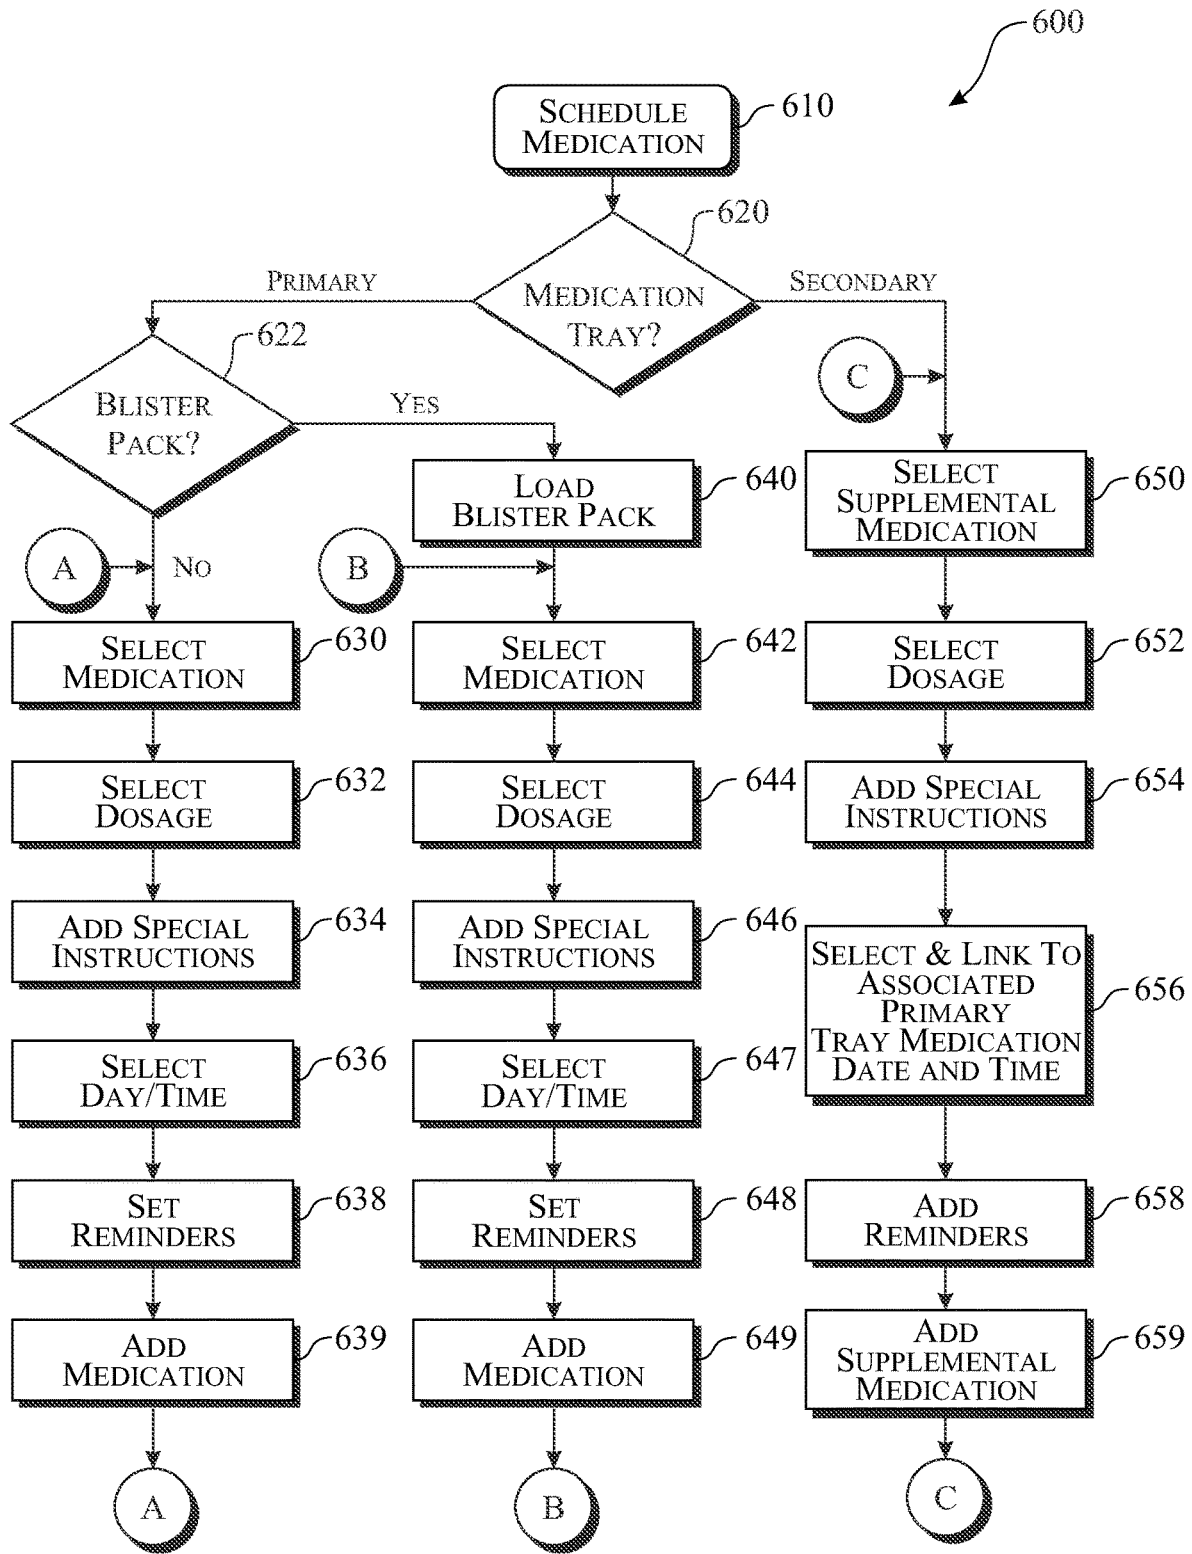 600
SCHEDULE
MEDICATION
610
620
PRIMARY
MEDICATION
TRAY?
SECONDARY
622
BLISTER
PACK?
YES
C
LOAD
BLISTER PACK
640
SELECT
SUPPLEMENTAL
MEDICATION
650
A
NO
B
SELECT
MEDICATION
630
SELECT
MEDICATION
642
SELECT
DOSAGE
652
SELECT
DOSAGE
632
SELECT
DOSAGE
644
ADD SPECIAL
INSTRUCTIONS
654
ADD SPECIAL
INSTRUCTIONS
634
ADD SPECIAL
INSTRUCTIONS
646
SELECT & LINK TO
ASSOCIATED
PRIMARY
TRAY MEDICATION
DATE AND TIME
656
SELECT
DAY/TIME
636
SELECT
DAY/TIME
647
SET
REMINDERS
638
SET
REMINDERS
648
ADD
REMINDERS
658
ADD
MEDICATION
639
ADD
MEDICATION
649
ADD
SUPPLEMENTAL
MEDICATION
659
A
B
C